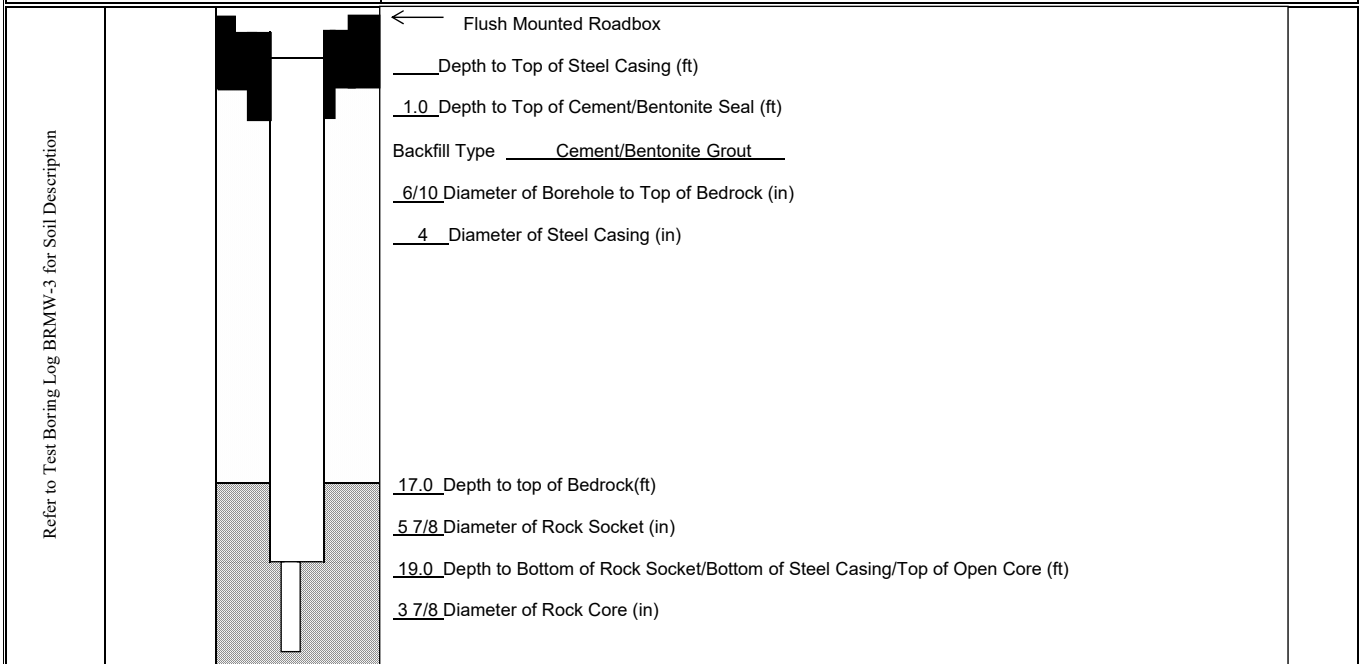 Refer to Test Boring Log BRMW-3 for Soil Description
Flush Mounted Roadbox
Depth to Top of Steel Casing (ft)
1.0 Depth to Top of Cement/Bentonite Seal (ft)
Backfill Type Cement/Bentonite Grout
6/10 Diameter of Borehole to Top of Bedrock (in)
4 Diameter of Steel Casing (in)
17.0 Depth to top of Bedrock(ft)
5 7/8 Diameter of Rock Socket (in)
19.0 Depth to Bottom of Rock Socket/Bottom of Steel Casing/Top of Open Core (ft)
3 7/8 Diameter of Rock Core (in)